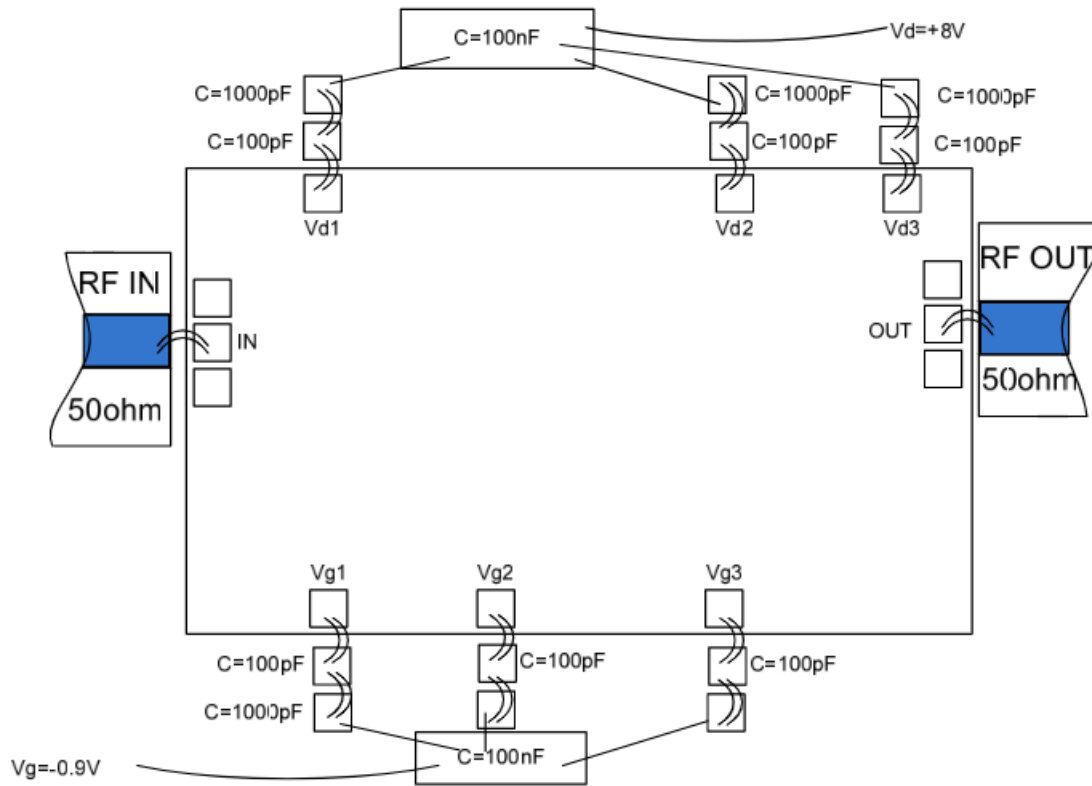 C=100nF
Vd=+8V
C=1000pF
C=1000pF
C=1000pF
C=100pF
C=100pF
C=100pF
Vd1
Vd2
Vd3
RF IN
RF OUT
IN
OUT
50ohm
50ohm
Vg1
Vg2
Vg3
C=100pF
C=100pF
C=100pF
C=1000pF
C=100nF
Vg=-0.9V